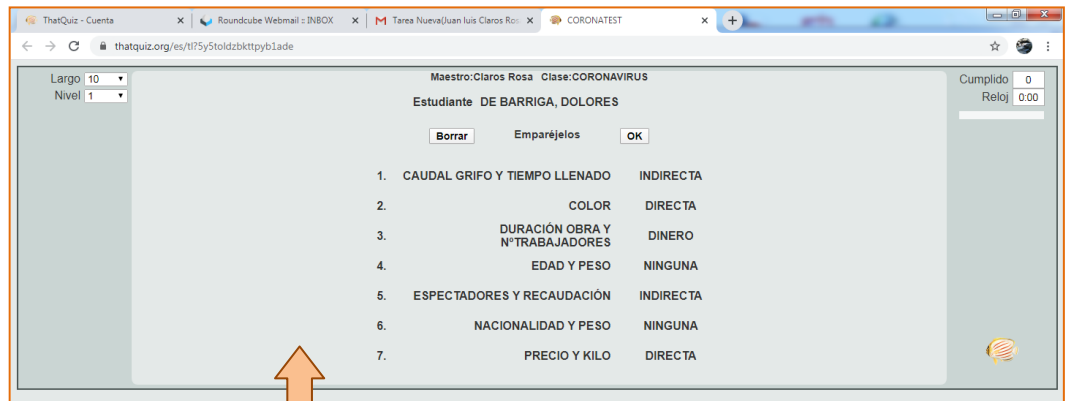 ThatQuiz - Cuenta
Roundcube Webmail :: INBOX
Tarea Nueva(Juan luis Claros Ros
CORONATEST
thatquiz.org/es/tl?5y5toldzbkttpyb1ade
Largo 10
Nivel 1
Maestro:Claros Rosa Clase:CORONAVIRUS
Estudiante DE BARRIGA, DOLORES
Cumplido 0
Reloj 0:00
Borrar Emparéjelos OK
1. CAUDAL GRIFO Y TIEMPO LLENADO INDIRECTA
2. COLOR DIRECTA
3. DURACIÓN OBRA Y
NºTRABAJADORES DINERO
4. EDAD Y PESO NINGUNA
5. ESPECTADORES Y RECAUDACIÓN INDIRECTA
6. NACIONALIDAD Y PESO NINGUNA
7. PRECIO Y KILO DIRECTA